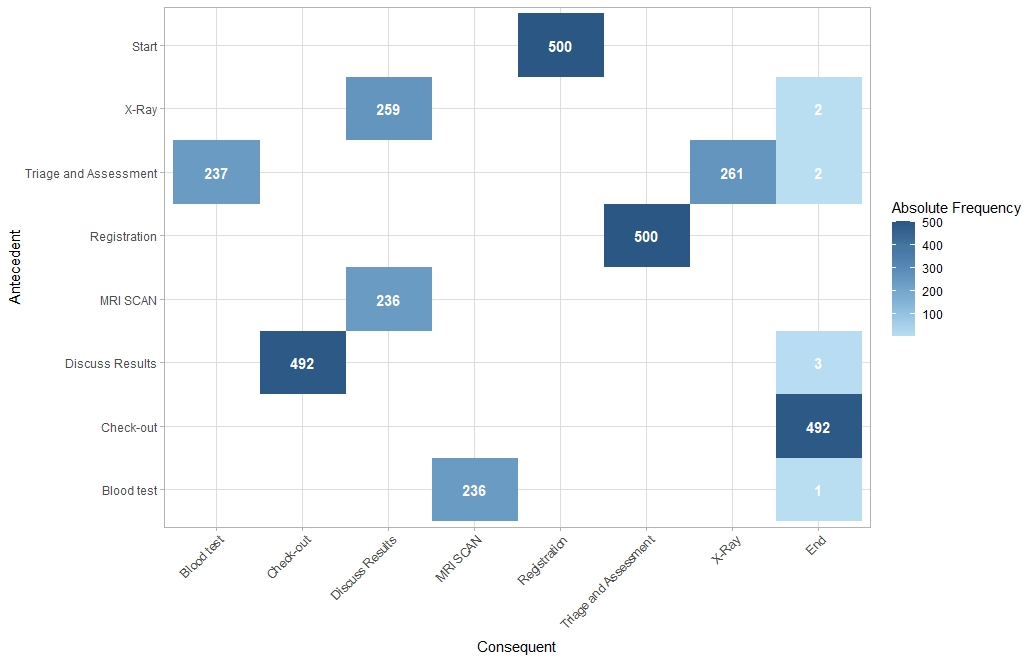 Start
500
X-Ray
259
2
Triage and Assessment
237
261
2
Absolute Frequency
500
400
300
200
100
Registration
500
Antecedent
MRI SCAN
236
Discuss Results
492
3
Check-out
492
Blood test
236
1
Blood test
Check-out
Discuss Results
MRI SCAN
Registration
Triage and Assessment
X-Ray
End
Consequent